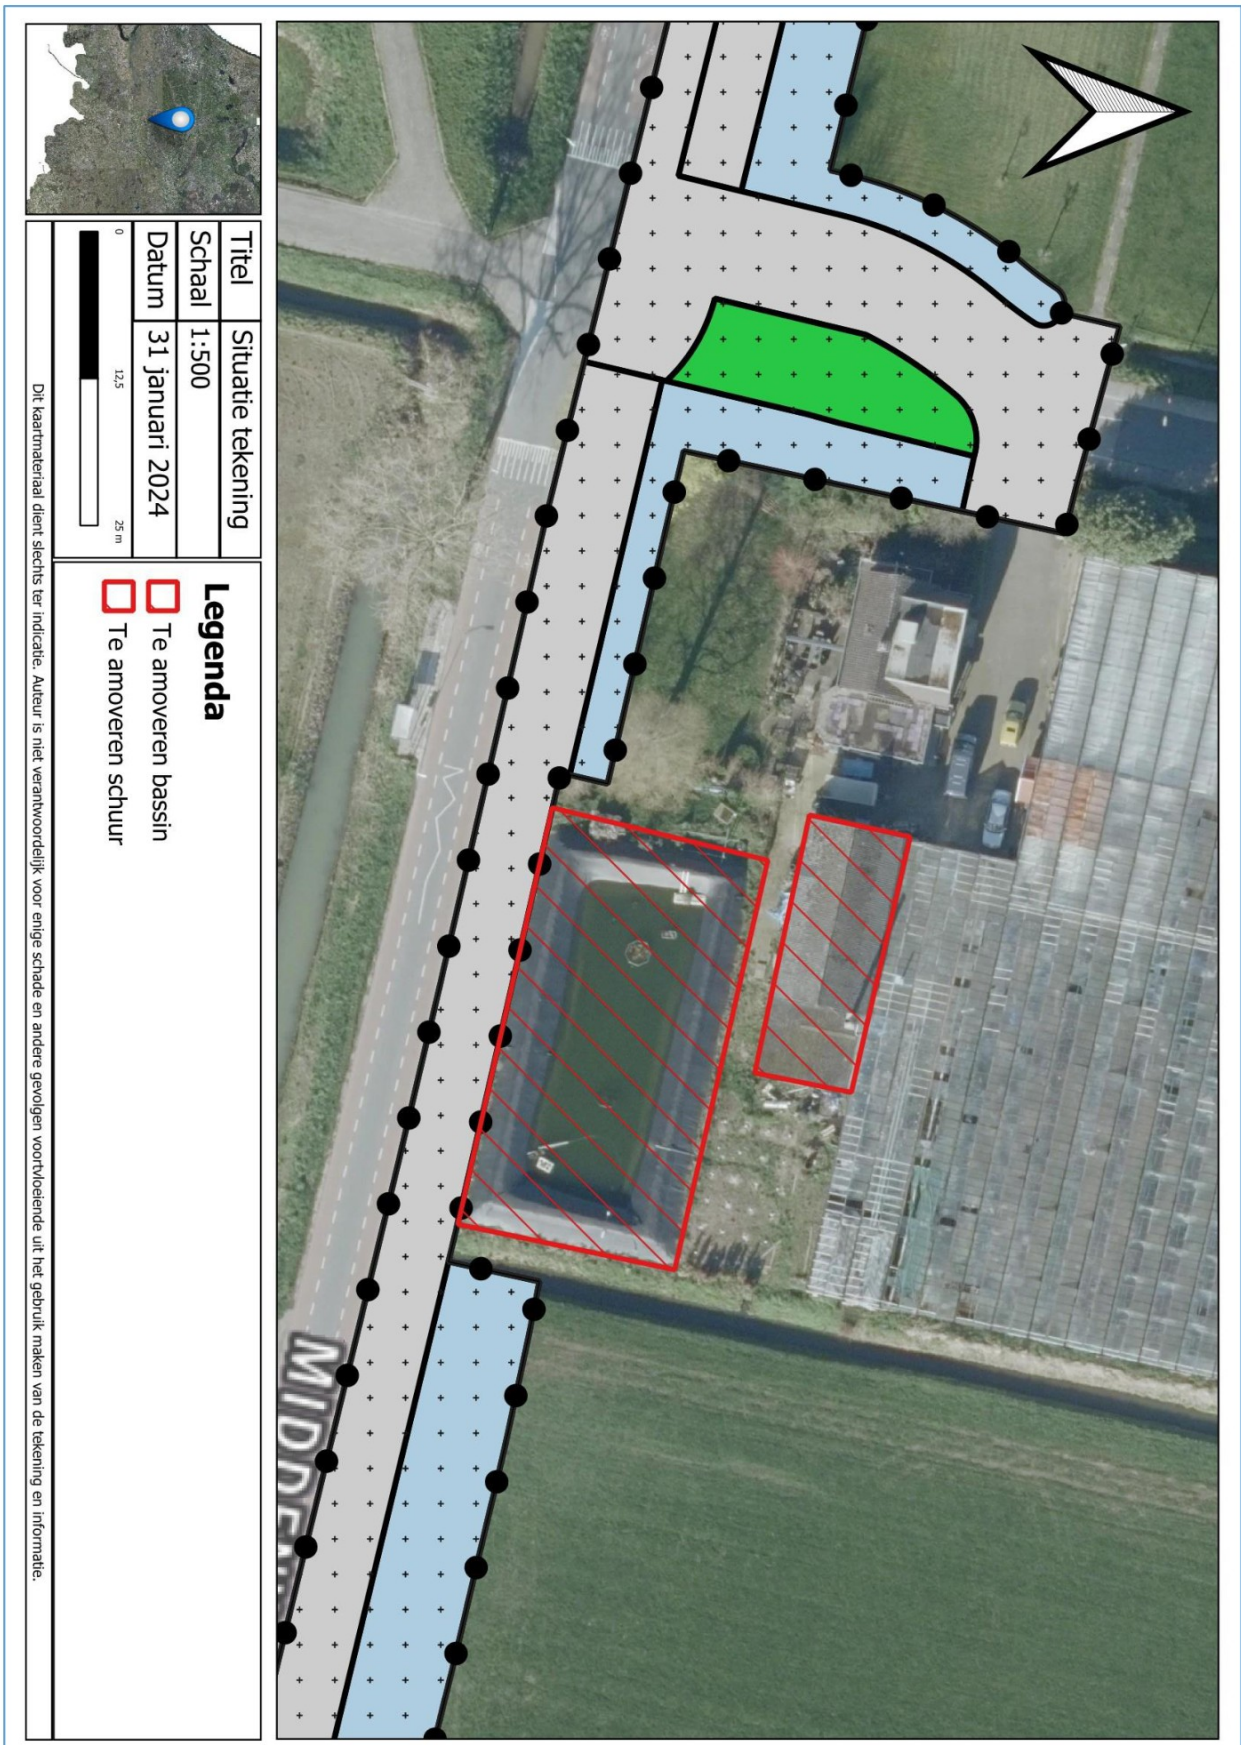 MIDDEN
Titel Situatie tekening
Schaal 1:500
Datum 31 januari 2024
0 12,5 25 m
Legenda
Te amoveren bassin
Te amoveren schuur
Dit kaartmateriaal dient slechts ter indicatie. Auteur is niet verantwoordelijk voor enige schade en andere gevolgen voortvloeiende uit het gebruik maken van de tekening en informatie.